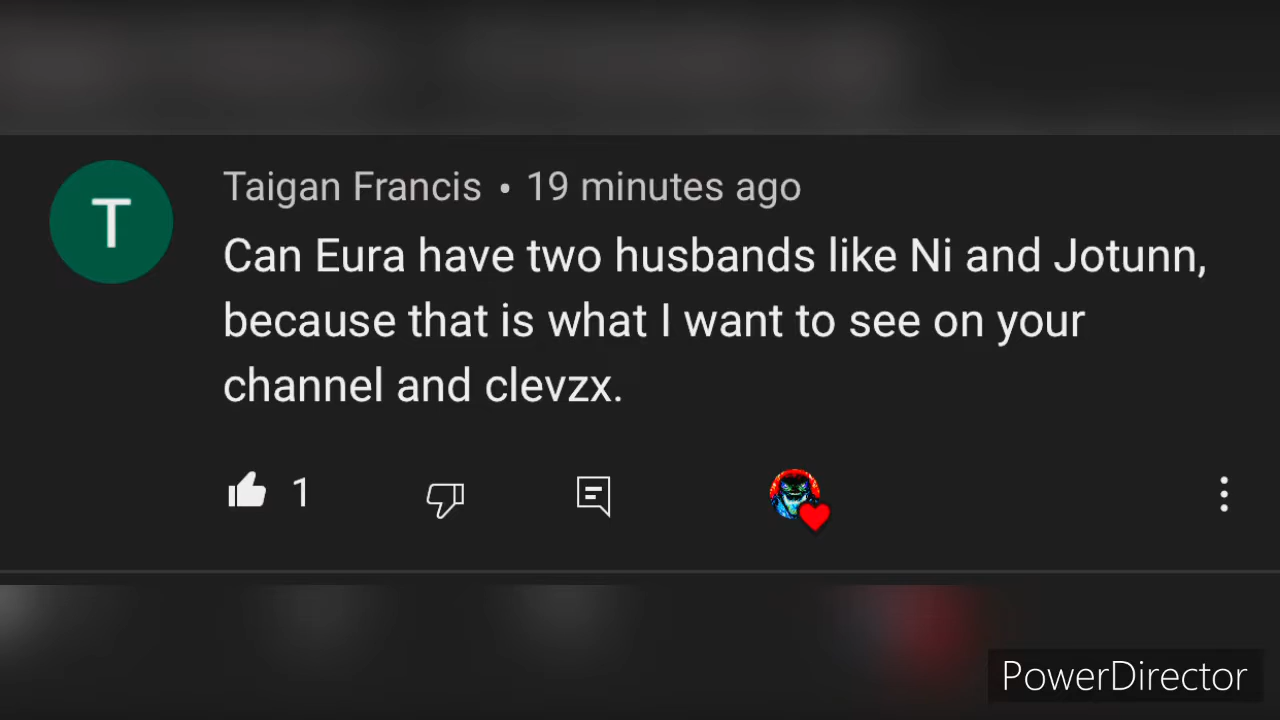 T
Taigan Francis • 19 minutes ago
Can Eura have two husbands like Ni and Jotunn,
because that is what I want to see on your
channel and clevzx.
1
PowerDirector